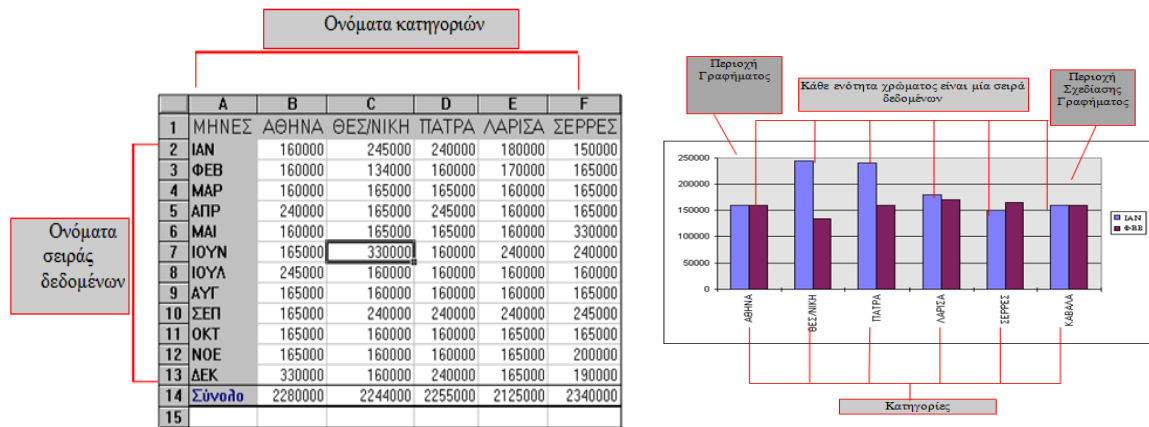 Ονόματα κατηγοριών
A B C D E F
1 ΜΗΝΕΣ ΑΘΗΝΑ ΘΕΣ/ΝΙΚΗ ΠΑΤΡΑ ΛΑΡΙΣΑ ΣΕΡΡΕΣ
2 ΙΑΝ 160000 245000 240000 180000 150000
3 ΦΕΒ 160000 134000 160000 170000 165000
4 ΜΑΡ 160000 165000 165000 160000 165000
5 ΑΠΡ 240000 165000 245000 160000 165000
6 ΜΑΙ 160000 165000 165000 160000 330000
7 ΙΟΥΝ 165000 330000 160000 240000 240000
8 ΙΟΥΛ 245000 160000 160000 160000 160000
9 ΑΥΓ 165000 160000 160000 160000 165000
10 ΣΕΠ 165000 240000 240000 240000 245000
11 ΟΚΤ 165000 160000 160000 165000 165000
12 ΝΟΕ 165000 160000 160000 165000 200000
13 ΔΕΚ 330000 160000 240000 165000 190000
14 Σύνολο 2280000 2244000 2255000 2125000 2340000
15
Ονόματα
σειράς
δεδομένων
Περιοχή
Γραφήματος
Κάθε ενότητα χρώματος είναι μία σειρά
δεδομένων
Περιοχή
Σχεδίασης
Γραφήματος
250000
200000
150000
100000
50000
0
ΙΑΝ
ΦΕΒ
ΑΘΗΝΑ
ΘΕΣ/ΝΙΚΗ
ΠΑΤΡΑ
ΛΑΡΙΣΑ
ΣΕΡΡΕΣ
ΚΑΒΑΛΑ
Κατηγορίες